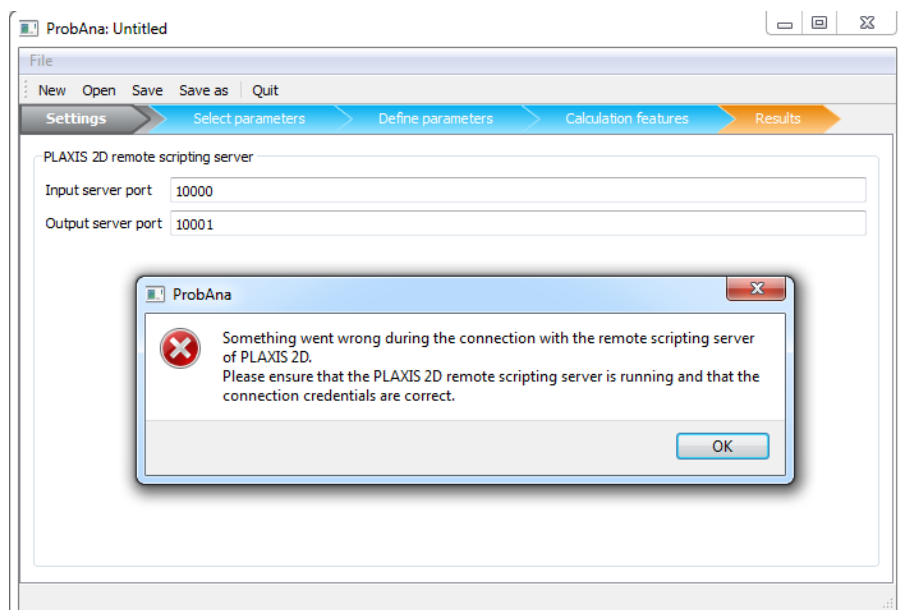 ProbAna: Untitled
File
New Open Save Save as Quit
Settings Select parameters Define parameters Calculation features Results
PLAXIS 2D remote scripting server
Input server port 10000
Output server port 10001
ProbAna
Something went wrong during the connection with the remote scripting server
of PLAXIS 2D.
Please ensure that the PLAXIS 2D remote scripting server is running and that the
connection credentials are correct.
OK